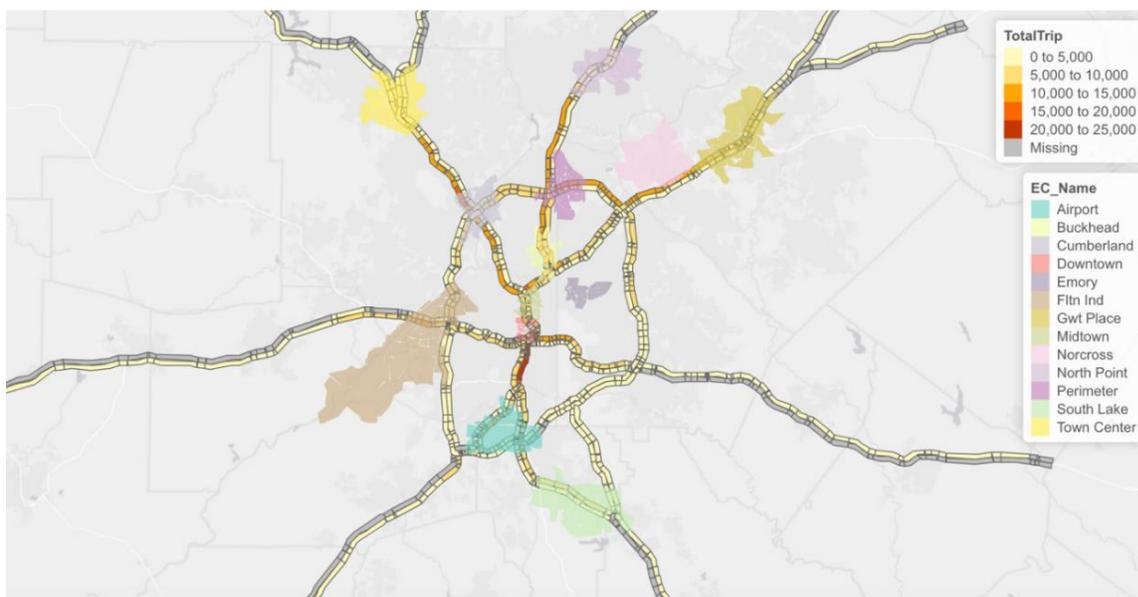 TotalTrip
0 to 5,000
5,000 to 10,000
10,000 to 15,000
15,000 to 20,000
20,000 to 25,000
Missing
EC_Name
Airport
Buckhead
Cumberland
Downtown
Emory
Fltn Ind
Gwt Place
Midtown
Norcross
North Point
Perimeter
South Lake
Town Center